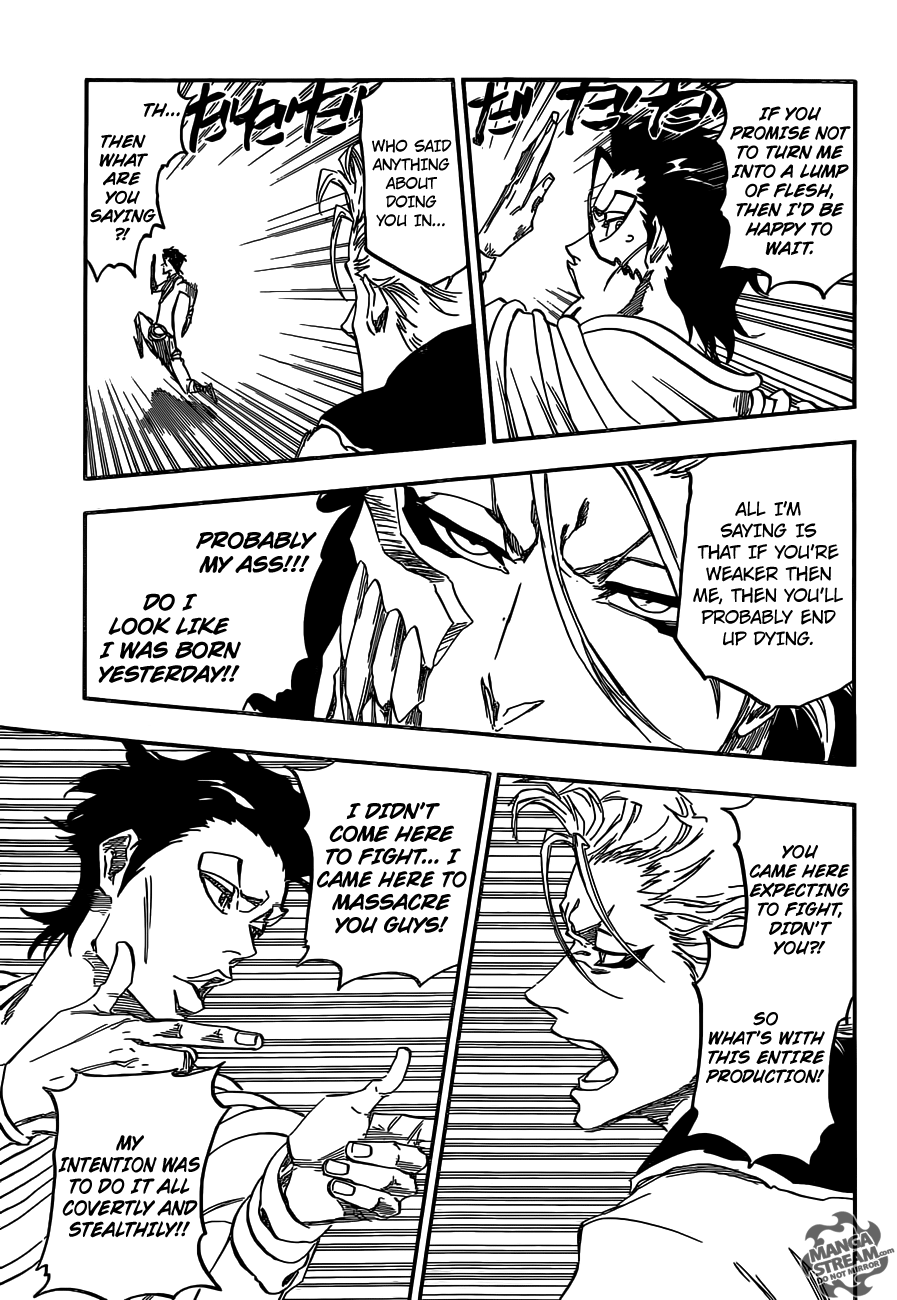 IF YOU
PROMISE NOT
TO TURN ME
INTO A LUMP
OF FLESH,
THEN I'D BE
HAPPY TO
WAIT.
WHO SAID
ANYTHING
ABOUT
DOING
YOU IN...
TH...
THEN
WHAT
ARE
YOU
SAYING
?!
ALL I'M
SAYING IS
THAT IF YOU'RE
WEAKER THEN
ME, THEN YOU'LL
PROBABLY END
UP DYING.
PROBABLY
MY ASS!!!
DO I
LOOK LIKE
I WAS BORN
YESTERDAY!!
YOU
CAME HERE
EXPECTING
TO FIGHT,
DIDN'T
YOU?!
SO
WHAT'S WITH
THIS ENTIRE
PRODUCTION!
I DIDN'T
COME HERE
TO FIGHT... I
CAME HERE TO
MASSACRE
YOU GUYS!
MY
INTENTION WAS
TO DO IT ALL
COVERTLY AND
STEALTHILY!!
MANGA
STREAM.com
DO NOT MIRROR!